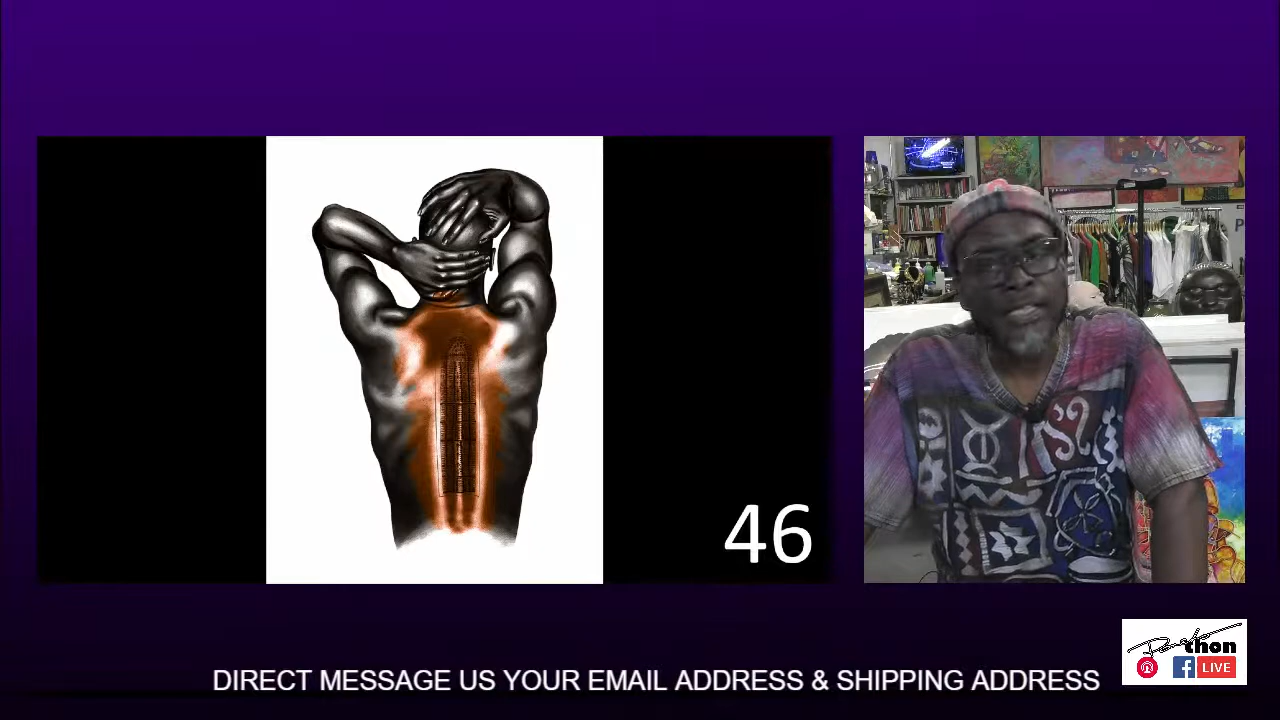 46
DIRECT MESSAGE US YOUR EMAIL ADDRESS & SHIPPING ADDRESS
thon
LIVE